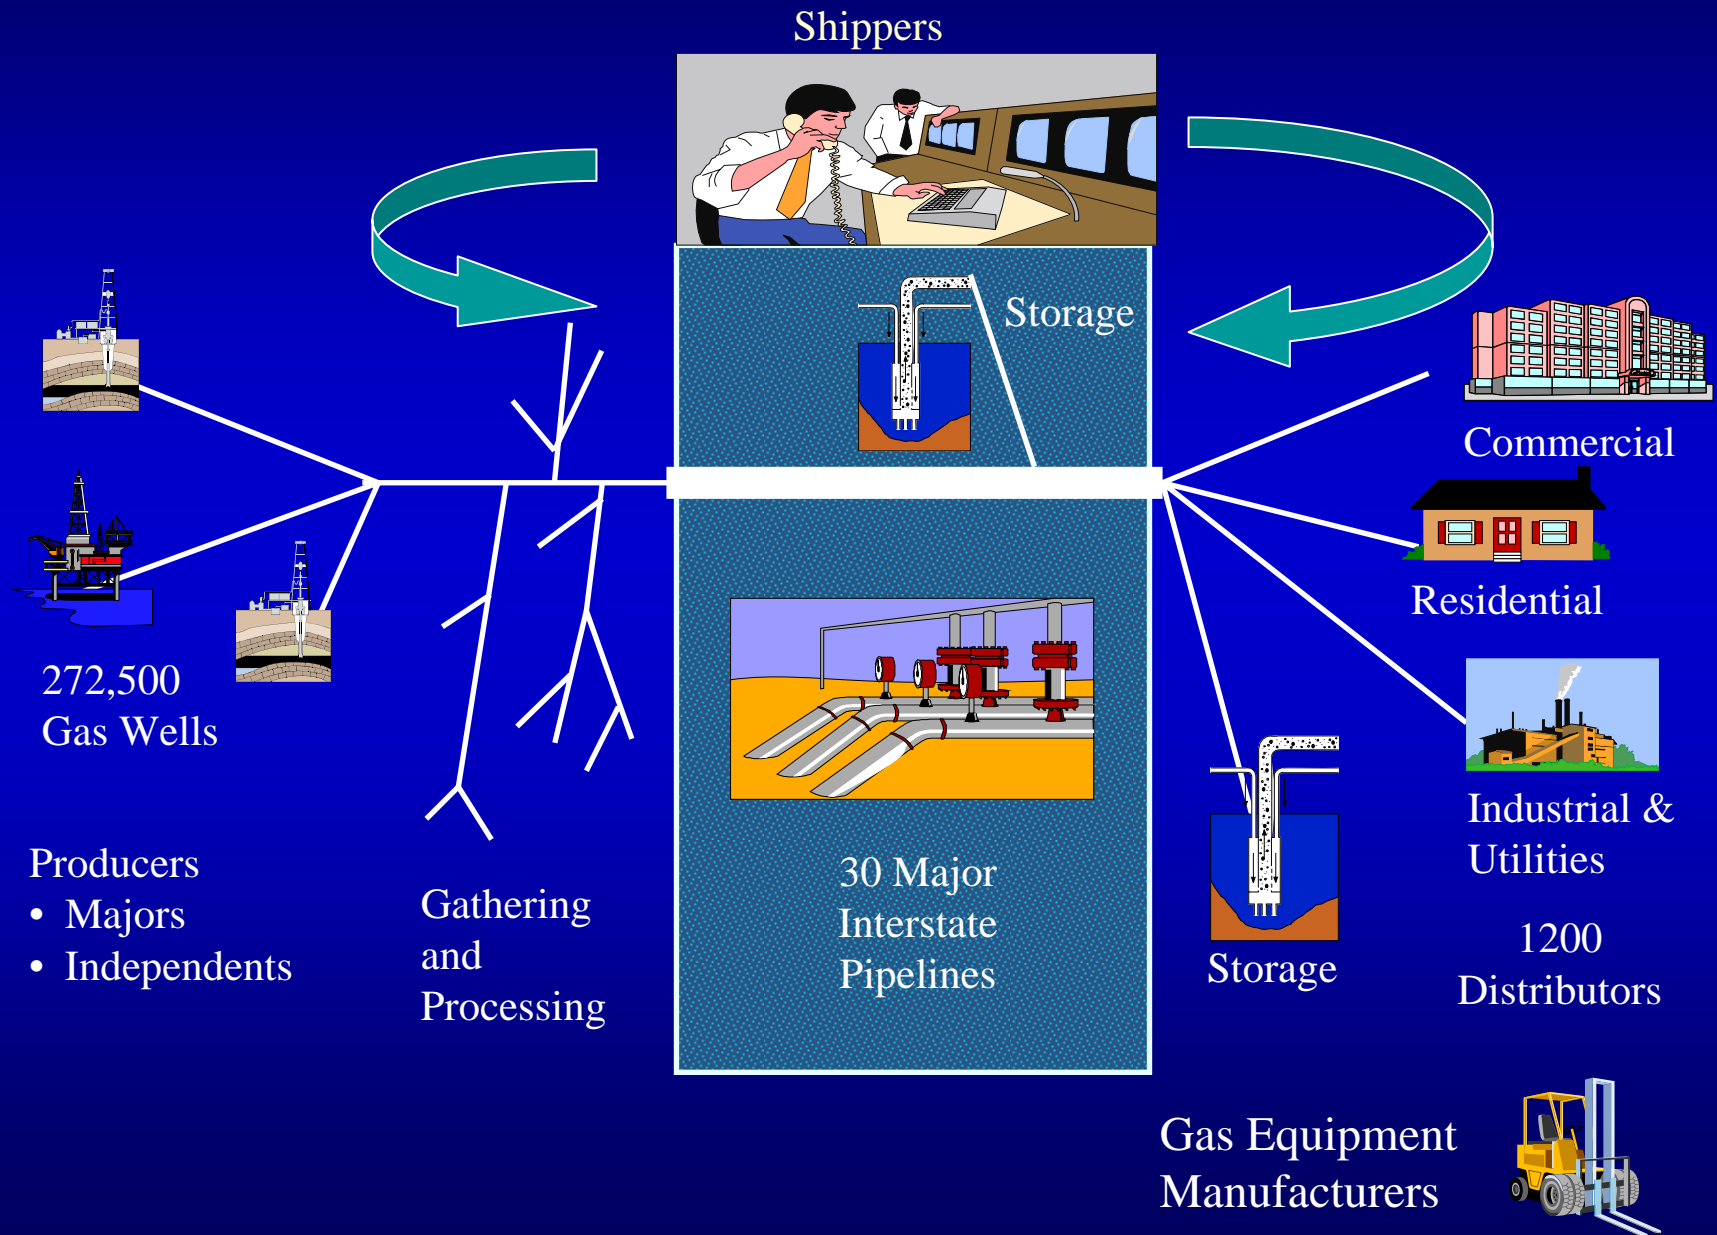 Shippers
Storage
Commercial
Residential
272,500
Gas Wells
Industrial &
Utilities
Producers
• Majors
• Independents
Gathering
and
Processing
30 Major
Interstate
Pipelines
Storage
1200
Distributors
Gas Equipment
Manufacturers